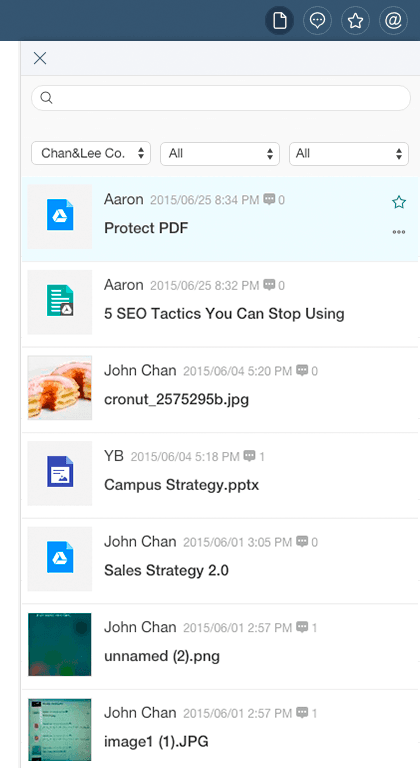 @
Chan&Lee Co.
All
All
Aaron 2015/06/25 8:34 PM 0
Protect PDF
Aaron 2015/06/25 8:32 PM 0
5 SEO Tactics You Can Stop Using
John Chan 2015/06/04 5:20 PM 0
cronut_2575295b.jpg
YB 2015/06/04 5:18 PM 1
Campus Strategy.pptx
John Chan 2015/06/01 3:05 PM 0
Sales Strategy 2.0
John Chan 2015/06/01 2:57 PM 1
unnamed (2).png
John Chan 2015/06/01 2:57 PM 1
image1 (1).JPG